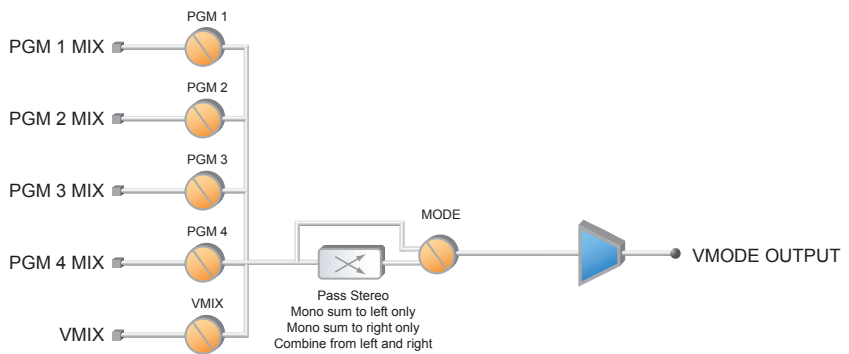 PGM 1
PGM 1 MIX
PGM 2
PGM 2 MIX
PGM 3
PGM 3 MIX
PGM 4
PGM 4 MIX
VMIX
VMIX
MODE
Pass Stereo
Mono sum to left only
Mono sum to right only
Combine from left and right
VMODE OUTPUT